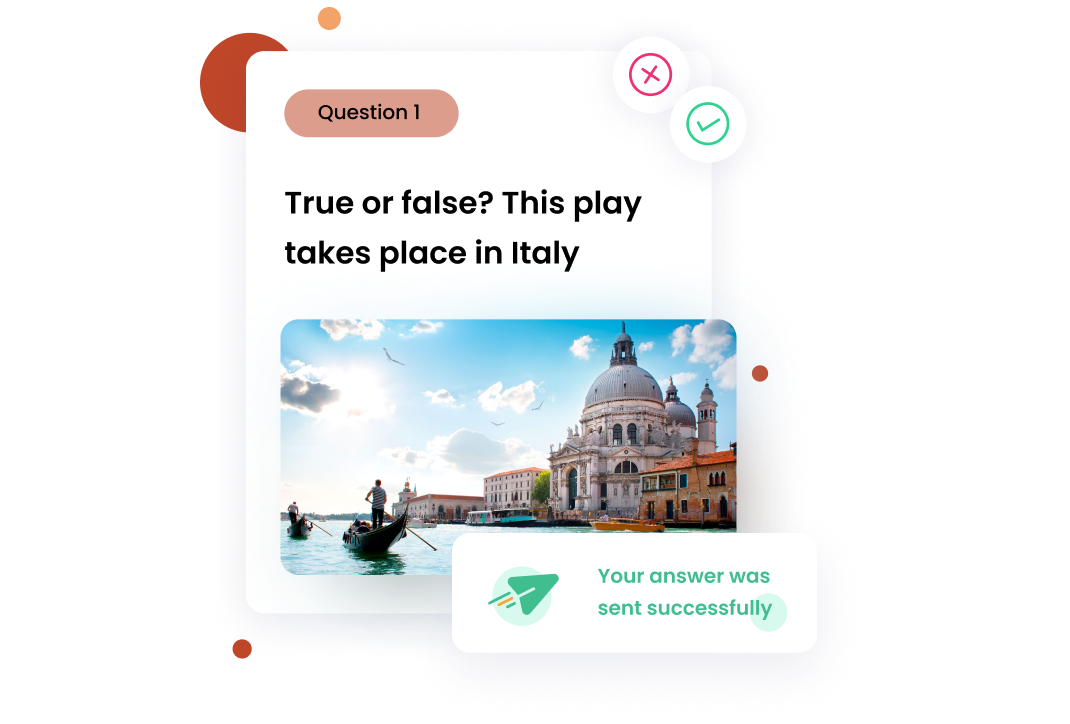 Question 1
True or false? This play
takes place in Italy
Your answer was
sent successfully